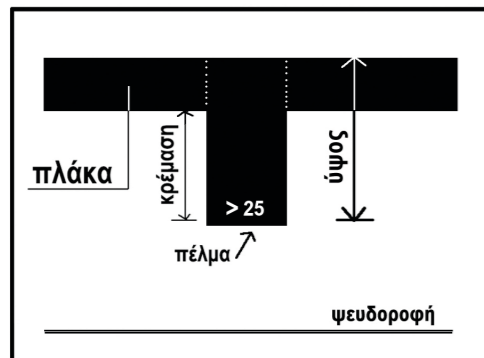 πλάκα
κρέμαση
ύψος
> 25
πέλμα
ψευδοροφή